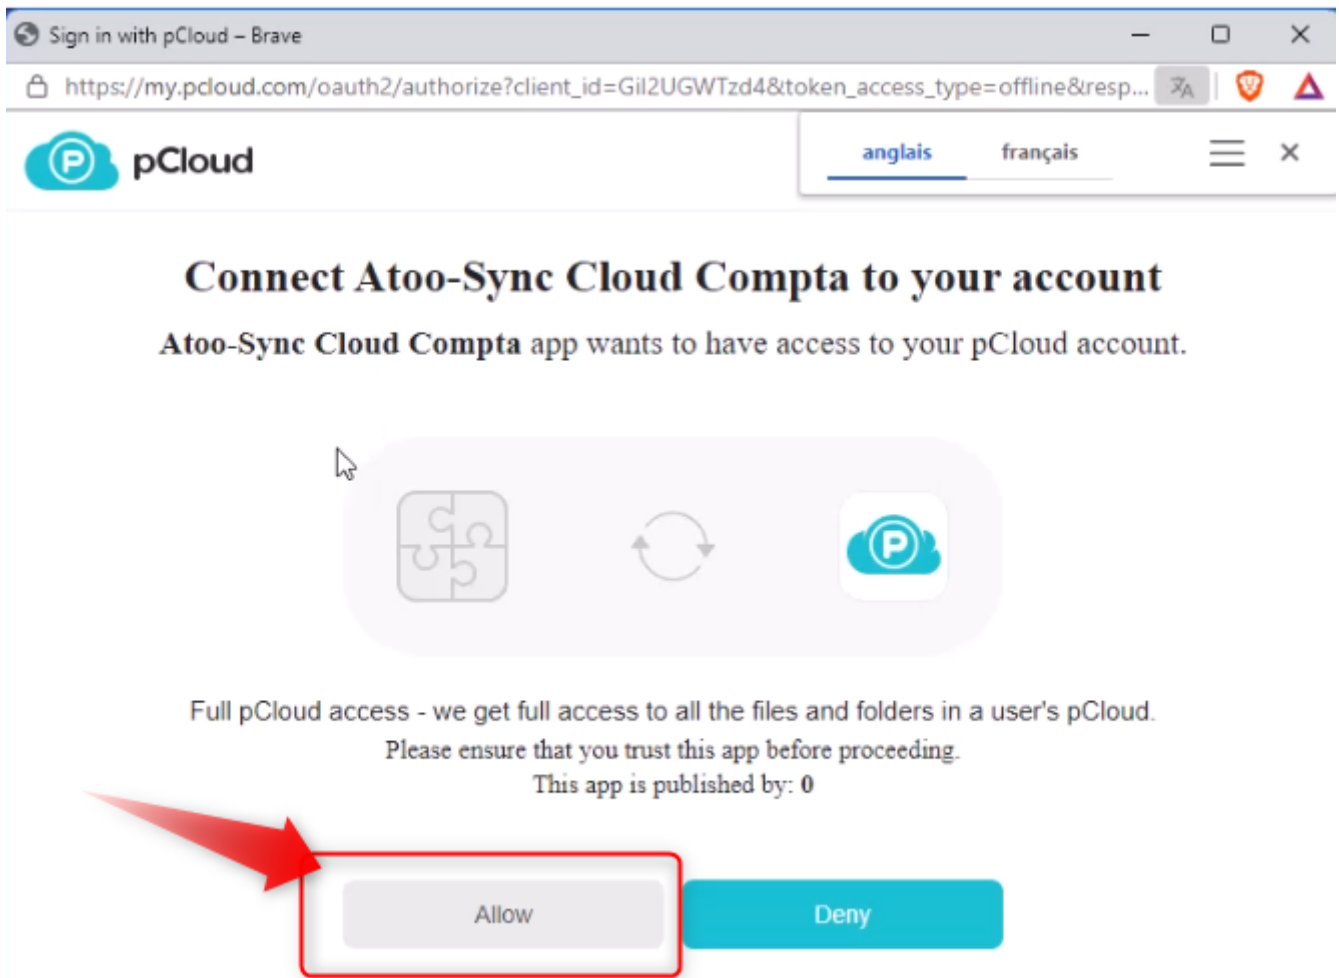 Sign in with pCloud – Brave
https://my.pcloud.com/oauth2/authorize?client_id=Gil2UGWTzd4&token_access_type=offline&resp...
pCloud
anglais français
Connect Atoo-Sync Cloud Compta to your account
Atoo-Sync Cloud Compta app wants to have access to your pCloud account.
Full pCloud access - we get full access to all the files and folders in a user's pCloud.
Please ensure that you trust this app before proceeding.
This app is published by: 0
Allow Deny